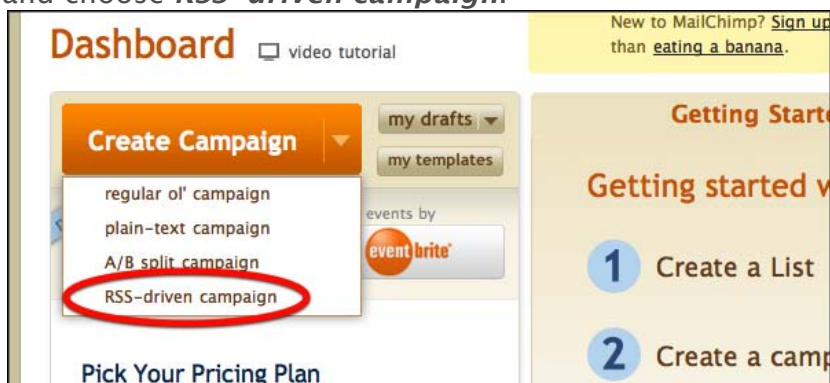 and choose RSS-driven campaign.
Dashboard video tutorial
New to MailChimp? Sign up
than eating a banana.
Create Campaign
my drafts
my templates
regular ol' campaign
plain-text campaign
A/B split campaign
RSS-driven campaign
events by
eventbrite
Pick Your Pricing Plan
Getting Starte
Getting started w
1 Create a List
2 Create a camp